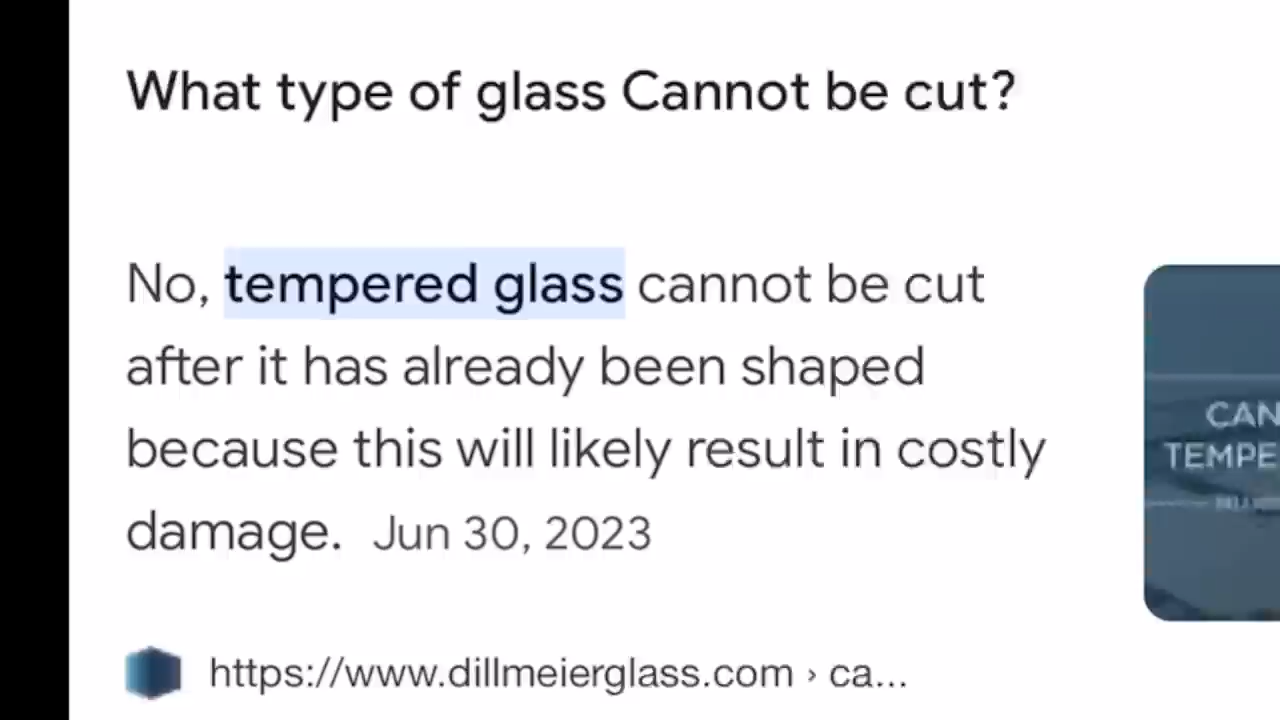 What type of glass Cannot be cut?
No, tempered glass cannot be cut
after it has already been shaped
because this will likely result in costly
damage. Jun 30, 2023
CAN
TEMPE
https://www.dillmeierglass.com › ca...